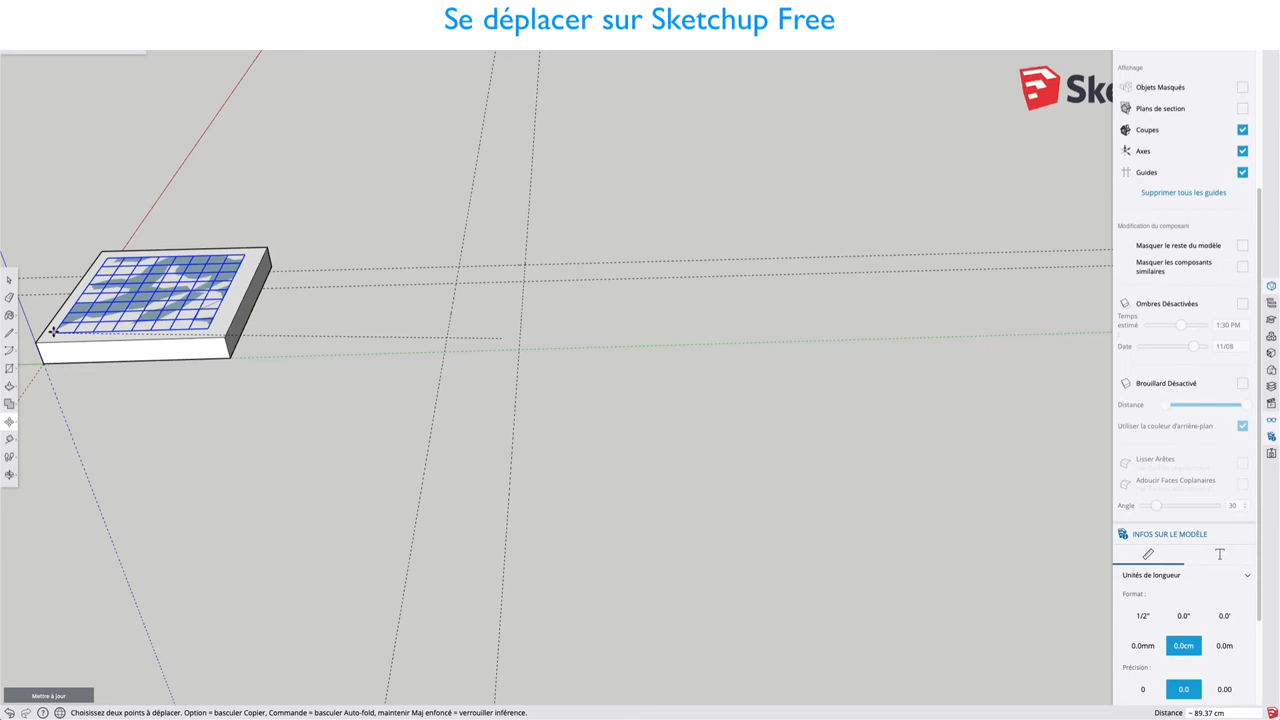 Se déplacer sur Sketchup Free
Ske
Affichage
Objets Masqués
Plans de section
Coupes
Axes
Guides
Supprimer tous les guides
Modification du composant
Masquer le reste du modèle
Masquer les composants
similaires
Ombres Désactivées
Temps
estimé
1:30 PM
Date
11/08
Brouillard Désactivé
Distance
Utiliser la couleur d'arrière-plan
Lisser Arêtes
Adoucir Faces Coplanaires
Angle
30
INFOS SUR LE MODÈLE
Unités de longueur
Format :
1/2" 0.0" 0.0'
0.0mm 0.0cm 0.0m
Précision :
0 0.0 0.00
Mettre à jour
Choisissez deux points à déplacer. Option = basculer Copier, Commande = basculer Auto-fold, maintenir Maj enfoncé = verrouiller inférence.
Distance ~ 89.37 cm